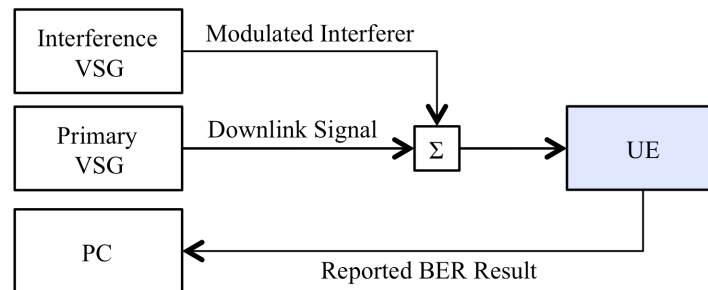 Interference
VSG
Modulated Interferer
Primary
VSG
Downlink Signal
Σ
UE
PC
Reported BER Result